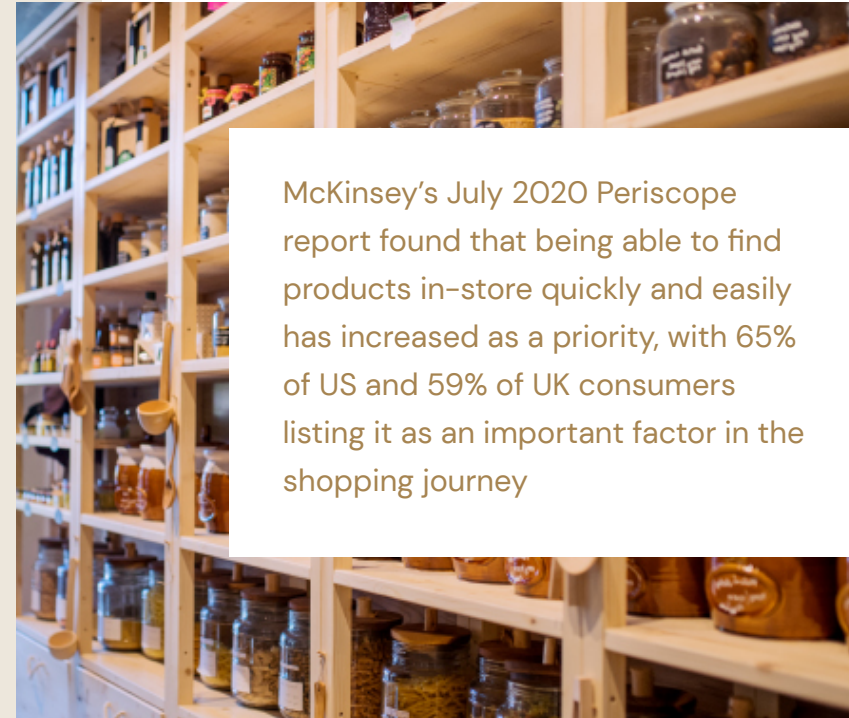 McKinsey’s July 2020 Periscope
report found that being able to find
products in-store quickly and easily
has increased as a priority, with 65%
of US and 59% of UK consumers
listing it as an important factor in the
shopping journey